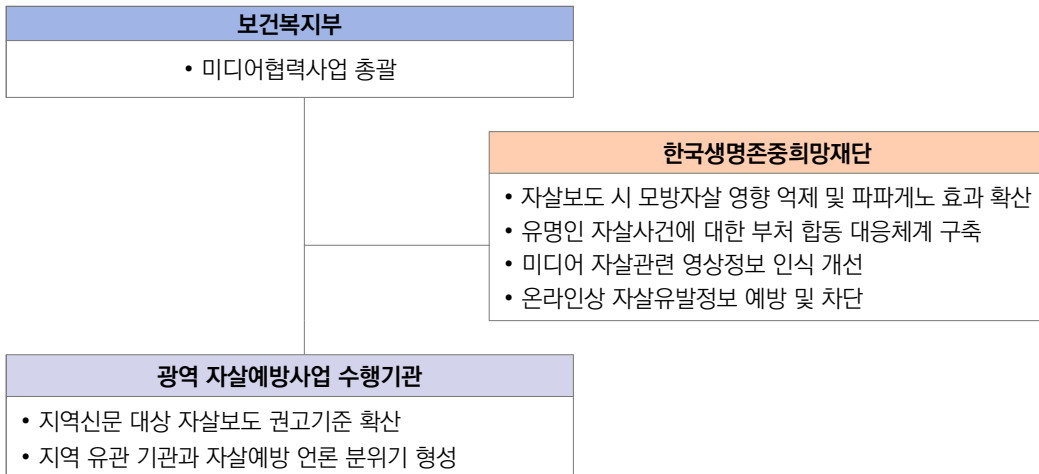 보건복지부
• 미디어협력사업 총괄
한국생명존중희망재단
• 자살보도 시 모방자살 영향 억제 및 파파게노 효과 확산
• 유명인 자살사건에 대한 부처 합동 대응체계 구축
• 미디어 자살관련 영상정보 인식 개선
• 온라인상 자살유발정보 예방 및 차단
광역 자살예방사업 수행기관
• 지역신문 대상 자살보도 권고기준 확산
• 지역 유관 기관과 자살예방 언론 분위기 형성